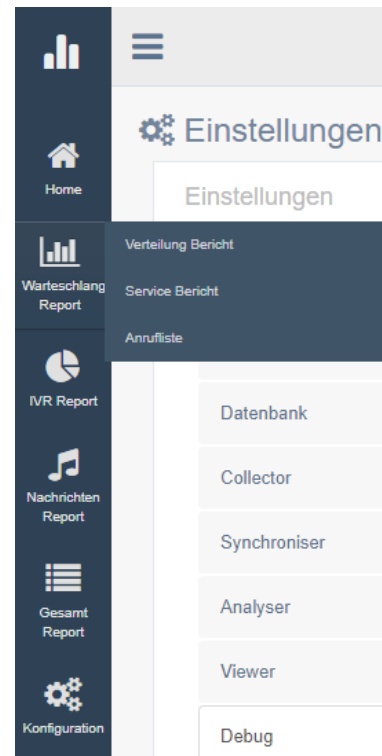 Einstellungen
Home
Einstellungen
Warteschlang
Report
Verteilung Bericht
Service Bericht
Anrufliste
IVR Report
Nachrichten
Report
Gesamt
Report
Konfiguration
Datenbank
Collector
Synchroniser
Analyser
Viewer
Debug